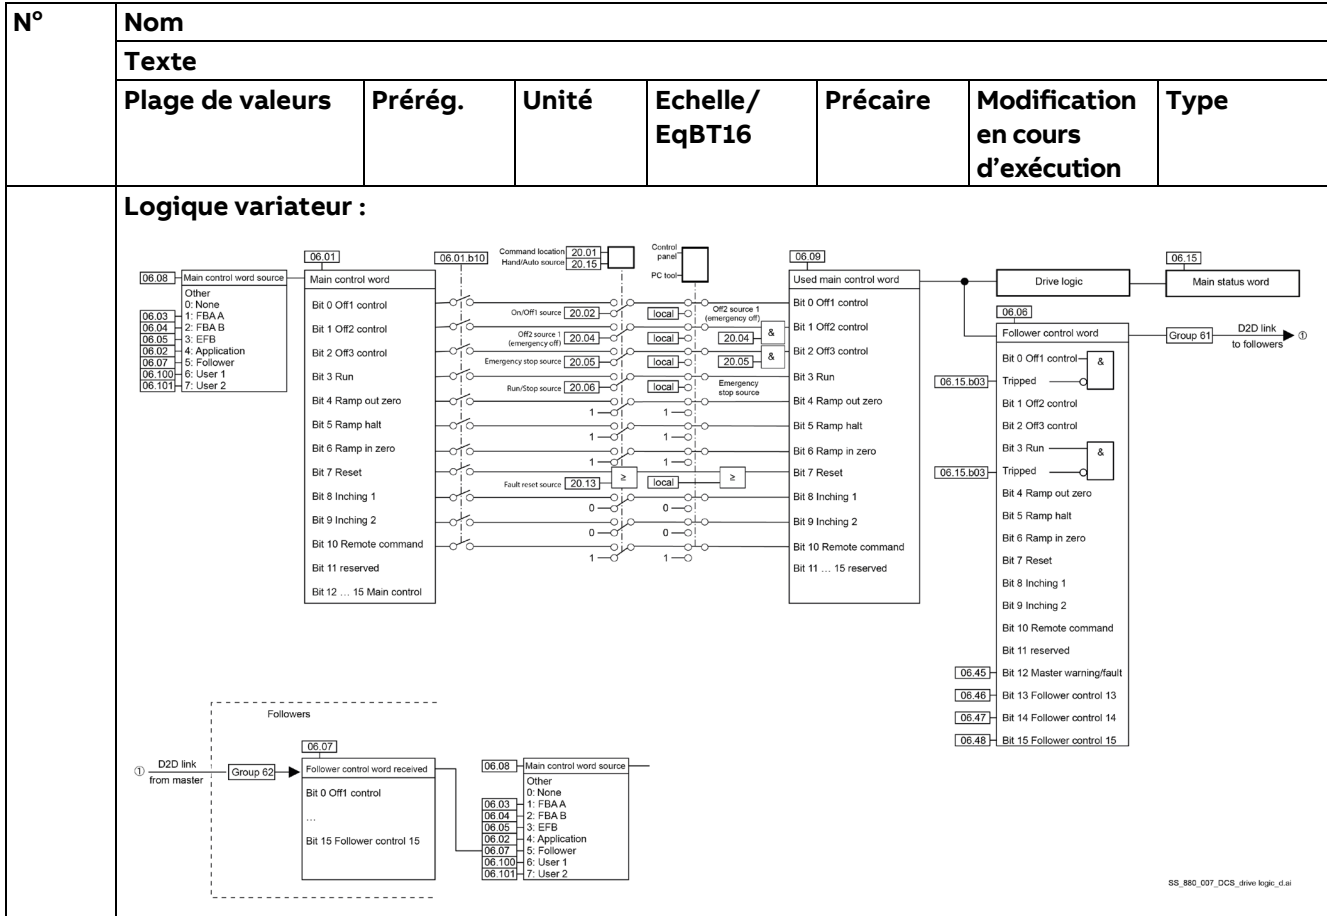 N°
Nom
Texte
Plage de valeurs
Prérég.
Unité
Echelle/
EqBT16
Précaire
Modification
en cours
d’exécution
Type
Logique variateur :
06.08
Main control word source
Other
0: None
06.03
1: FBA A
06.04
2: FBA B
06.05
3: EFB
06.02
4: Application
06.07
5: Follower
06.100
6: User 1
06.101
7: User 2
06.01
Main control word
Bit 0 Off1 control
Bit 1 Off2 control
Bit 2 Off3 control
Bit 3 Run
Bit 4 Ramp out zero
Bit 5 Ramp halt
Bit 6 Ramp in zero
Bit 7 Reset
Bit 8 Inching 1
Bit 9 Inching 2
Bit 10 Remote command
Bit 11 reserved
Bit 12 … 15 Main control
06.01.b10
Command location
20.01
Hand/Auto source
20.15
On/Off1 source
20.02
Off2 source 1
(emergency off)
20.04
Emergency stop source
20.05
Run/Stop source
20.06
1
1
1
Fault reset source
20.13
≥
0
0
1
Control
panel
PC tool
local
local
local
local
1
1
1
local
≥
0
0
1
Off2 source 1
(emergency off)
20.04
&
20.05
&
Emergency
stop source
06.09
Used main control word
Bit 0 Off1 control
Bit 1 Off2 control
Bit 2 Off3 control
Bit 3 Run
Bit 4 Ramp out zero
Bit 5 Ramp halt
Bit 6 Ramp in zero
Bit 7 Reset
Bit 8 Inching 1
Bit 9 Inching 2
Bit 10 Remote command
Bit 11 … 15 reserved
Drive logic
06.15
Main status word
06.06
Follower control word
Bit 0 Off1 control
&
06.15.b03
Tripped
Bit 1 Off2 control
Bit 2 Off3 control
Bit 3 Run
&
06.15.b03
Tripped
Bit 4 Ramp out zero
Bit 5 Ramp halt
Bit 6 Ramp in zero
Bit 7 Reset
Bit 8 Inching 1
Bit 9 Inching 2
Bit 10 Remote command
Bit 11 reserved
06.45
Bit 12 Master warning/fault
06.46
Bit 13 Follower control 13
06.47
Bit 14 Follower control 14
06.48
Bit 15 Follower control 15
Group 61
D2D link
to followers
①
Followers
①
D2D link
from master
Group 62
06.07
Follower control word received
Bit 0 Off1 control
…
Bit 15 Follower control 15
06.08
Main control word source
Other
0: None
06.03
1: FBA A
06.04
2: FBA B
06.05
3: EFB
06.02
4: Application
06.07
5: Follower
06.100
6: User 1
06.101
7: User 2
SS_880_007_DCS_drive logic_d.ai